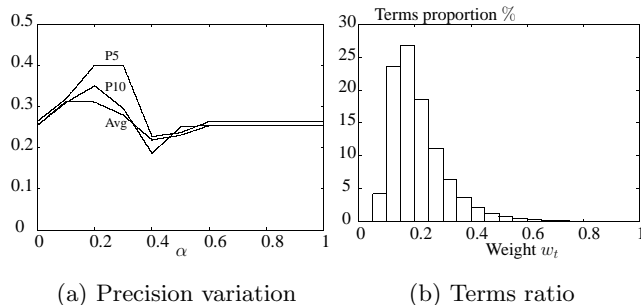 0.5
0.4
0.3
0.2
0.1
0
P5
P10
Avg
0 0.2 0.4 0.6 0.8 1
α
(a) Precision variation
Terms proportion %
30
25
20
15
10
5
0
0 0.2 0.4 0.6 0.8 1
Weight wₜ
(b) Terms ratio